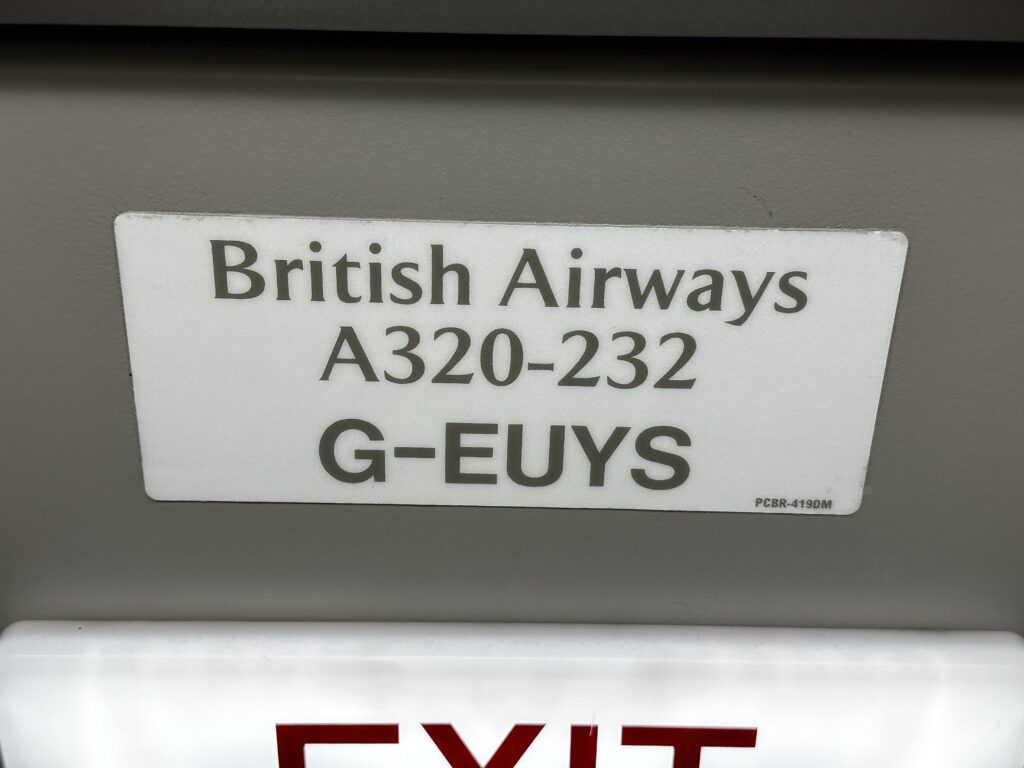 British Airways
A320-232
G-EUYS
PCBR-419DM
EXIT